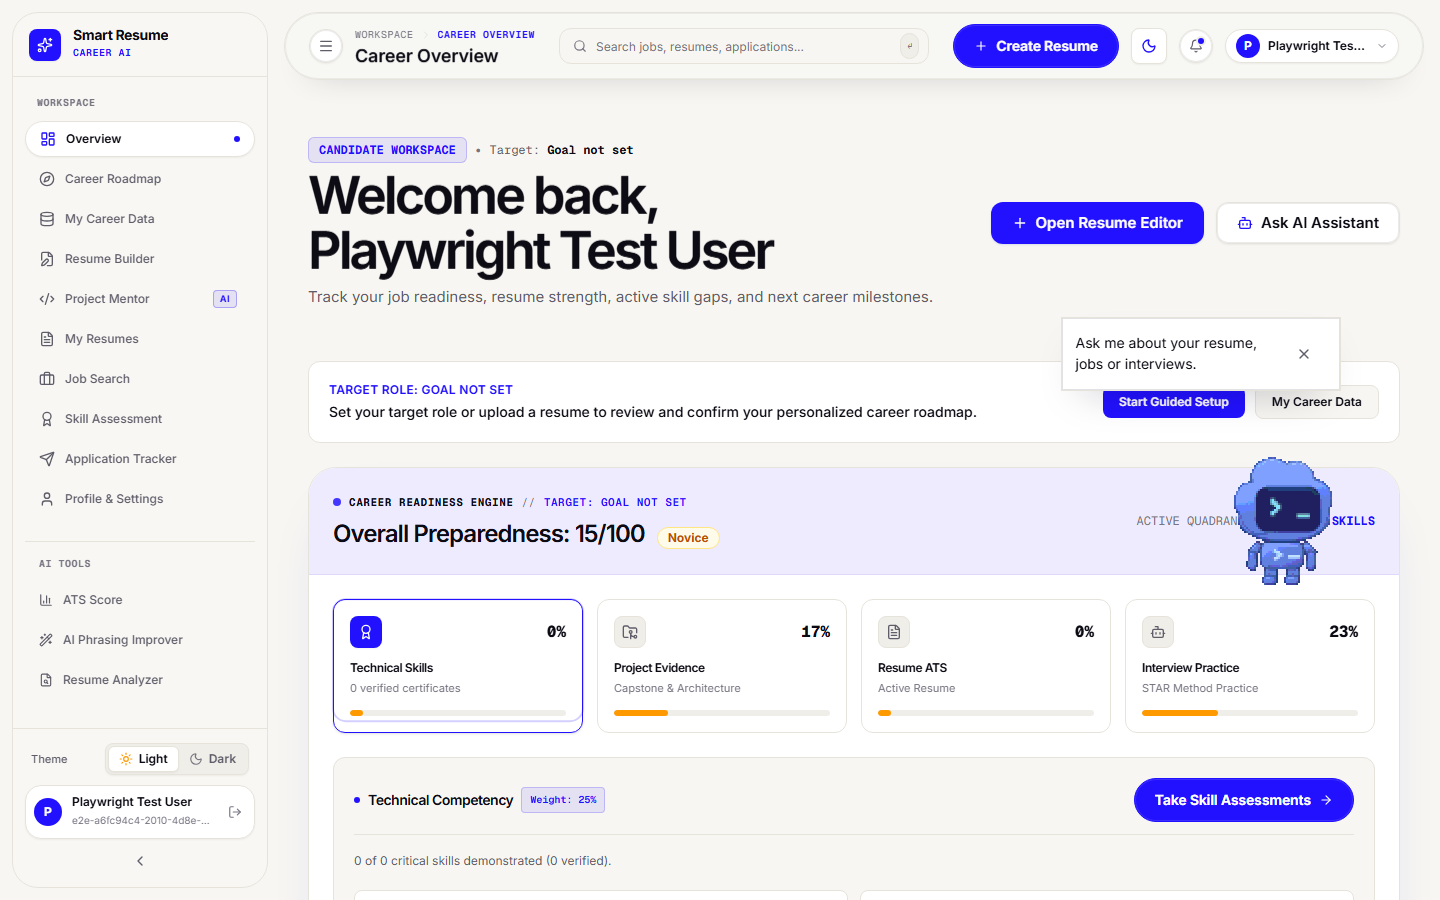 Smart Resume
CAREER AI
WORKSPACE
Overview
Career Roadmap
My Career Data
Resume Builder
Project Mentor AI
My Resumes
Job Search
Skill Assessment
Application Tracker
Profile & Settings
AI TOOLS
ATS Score
AI Phrasing Improver
Resume Analyzer
Theme Light Dark
P Playwright Test User
e2e-a6fc94c4-2010-4d8e-...
WORKSPACE > CAREER OVERVIEW
Career Overview
Search jobs, resumes, applications...
+ Create Resume
P Playwright Tes...
CANDIDATE WORKSPACE • Target: Goal not set
Welcome back,
Playwright Test User
Track your job readiness, resume strength, active skill gaps, and next career milestones.
+ Open Resume Editor
Ask AI Assistant
Ask me about your resume,
jobs or interviews.
TARGET ROLE: GOAL NOT SET
Set your target role or upload a resume to review and confirm your personalized career roadmap.
Start Guided Setup
My Career Data
CAREER READINESS ENGINE // TARGET: GOAL NOT SET
Overall Preparedness: 15/100 Novice
ACTIVE SKILLS
0%
Technical Skills
0 verified certificates
17%
Project Evidence
Capstone & Architecture
0%
Resume ATS
Active Resume
23%
Interview Practice
STAR Method Practice
Technical Competency Weight: 25%
Take Skill Assessments →
0 of 0 critical skills demonstrated (0 verified).